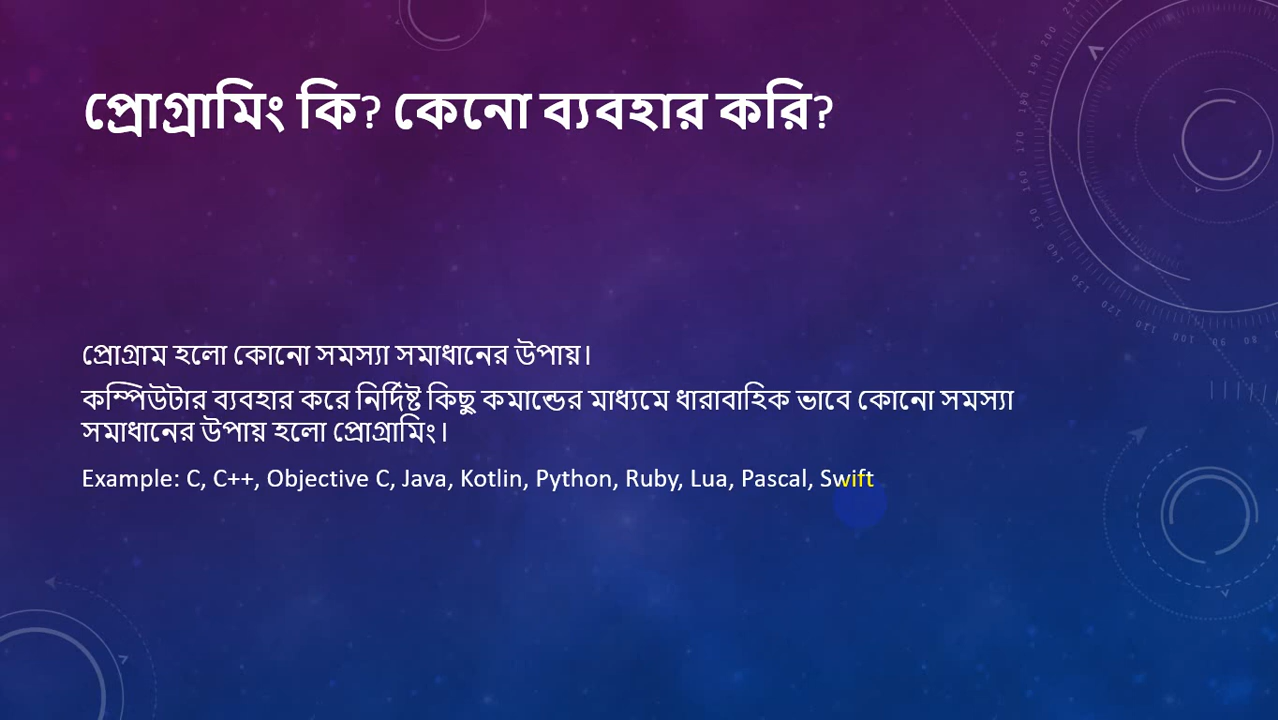 প্রোগ্রামিং কি? কেনো ব্যবহার করি?
প্রোগ্রাম হলো কোনো সমস্যা সমাধানের উপায়।
কম্পিউটার ব্যবহার করে নির্দিষ্ট কিছু কমান্ডের মাধ্যমে ধারাবাহিক ভাবে কোনো সমস্যা
সমাধানের উপায় হলো প্রোগ্রামিং।
Example: C, C++, Objective C, Java, Kotlin, Python, Ruby, Lua, Pascal, Swift